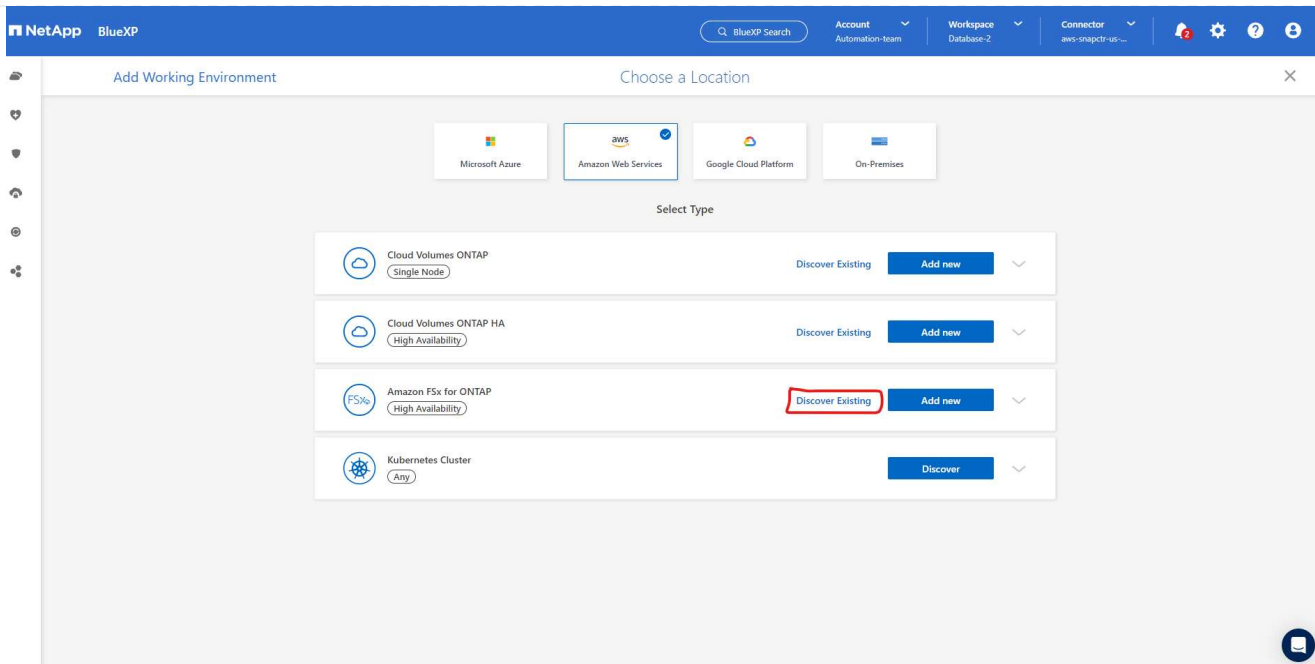 NetApp BlueXP
BlueXP Search
Account
Automation-team
Workspace
Database-2
Connector
aws-snapctr-us-...
2
Add Working Environment
Choose a Location
Microsoft Azure
aws
Amazon Web Services
Google Cloud Platform
On-Premises
Select Type
Cloud Volumes ONTAP
Single Node
Discover Existing
Add new
Cloud Volumes ONTAP HA
High Availability
Discover Existing
Add new
FSx
Amazon FSx for ONTAP
High Availability
Discover Existing
Add new
Kubernetes Cluster
Any
Discover